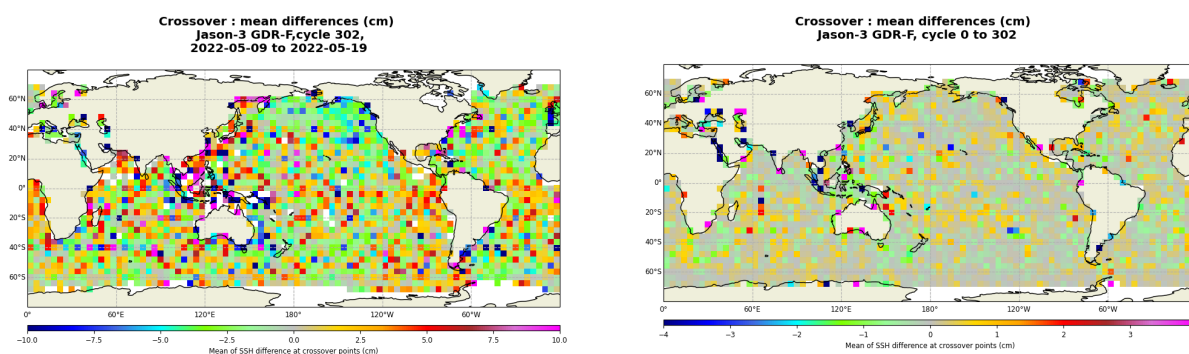 Crossover : mean differences (cm)
Jason-3 GDR-F,cycle 302,
2022-05-09 to 2022-05-19
60°N
40°N
20°N
0°
20°S
40°S
60°S
0° 60°E 120°E 180° 120°W 60°W 0°
−10.0 −7.5 −5.0 −2.5 0.0 2.5 5.0 7.5 10.0
Mean of SSH difference at crossover points (cm)
Crossover : mean differences (cm)
Jason-3 GDR-F, cycle 0 to 302
60°N
40°N
20°N
0°
20°S
40°S
60°S
0° 60°E 120°E 180° 120°W 60°W
−4 −3 −2 −1 0 1 2 3
Mean of SSH difference at crossover points (cm)